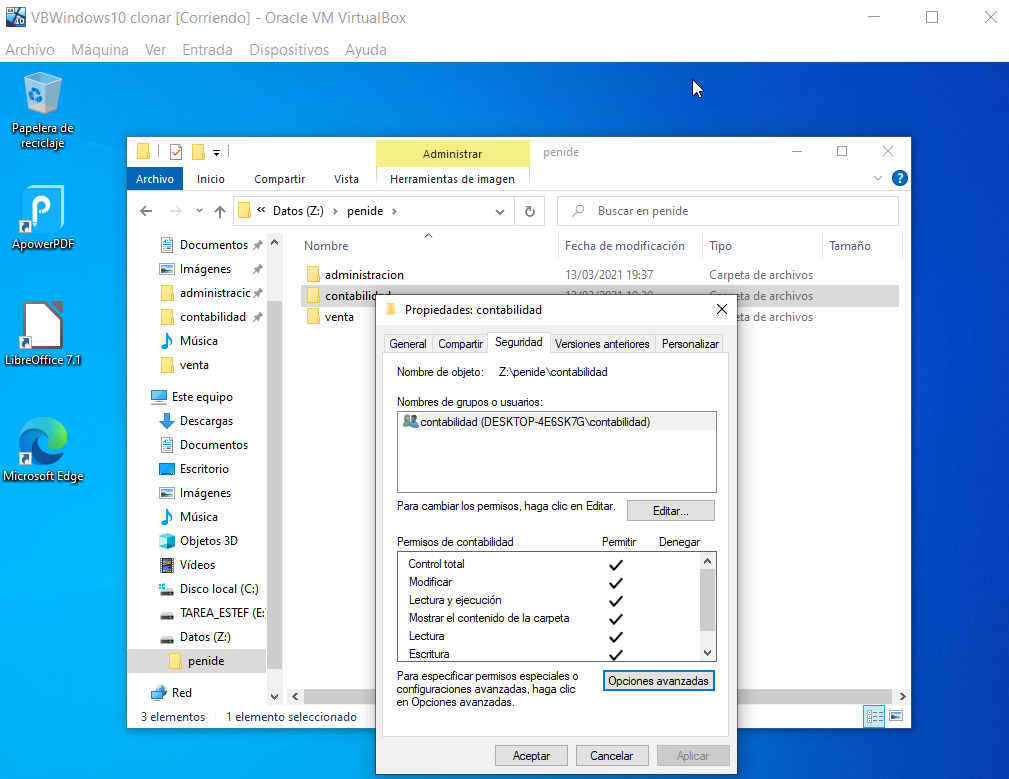 VBWindows10 clonar [Corriendo] - Oracle VM VirtualBox
Archivo Máquina Ver Entrada Dispositivos Ayuda
Papelera de
reciclaje
ApowerPDF
LibreOffice 7.1
Microsoft Edge
Administrar penide
Archivo Inicio Compartir Vista Herramientas de imagen
« Datos (Z:) > penide >
Buscar en penide
Documentos
Imágenes
administracic
contabilidad
Música
venta
Este equipo
Descargas
Documentos
Escritorio
Imágenes
Música
Objetos 3D
Vídeos
Disco local (C:)
TAREA_ESTEF (E:
Datos (Z:)
penide
Red
Nombre Fecha de modificación Tipo Tamaño
administracion 13/03/2021 19:37 Carpeta de archivos
contabilidad Carpeta de archivos
venta de archivos
3 elementos 1 elemento seleccionado
Propiedades: contabilidad
General Compartir Seguridad Versiones anteriores Personalizar
Nombre de objeto: Z:\penide\contabilidad
Nombres de grupos o usuarios:
contabilidad (DESKTOP-4E6SK7G\contabilidad)
Para cambiar los permisos, haga clic en Editar. Editar...
Permisos de contabilidad Permitir Denegar
Control total
Modificar
Lectura y ejecución
Mostrar el contenido de la carpeta
Lectura
Escritura
Para especificar permisos especiales o
configuraciones avanzadas, haga clic
en Opciones avanzadas.
Opciones avanzadas
Aceptar Cancelar Aplicar